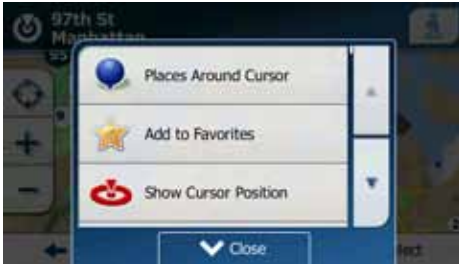 97th St
Manhattan
Places Around Cursor
Add to Favorites
Show Cursor Position
Close